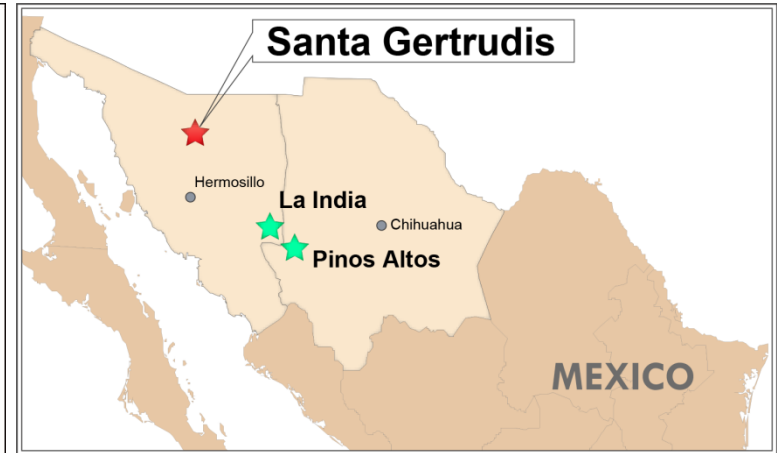 Santa Gertrudis
Hermosillo
La India
Chihuahua
Pinos Altos
MEXICO